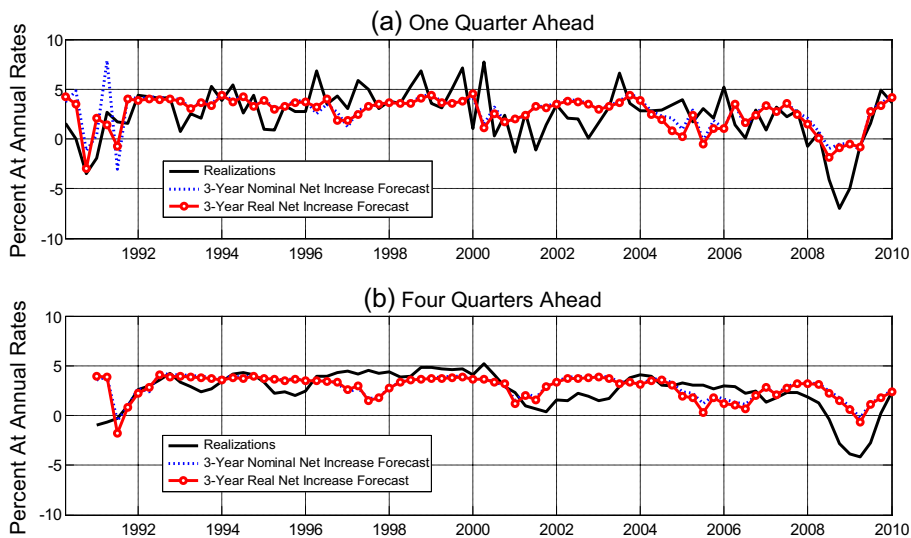 (a) One Quarter Ahead
Percent At Annual Rates
10
5
0
-5
-10
Realizations
3-Year Nominal Net Increase Forecast
3-Year Real Net Increase Forecast
1992 1994 1996 1998 2000 2002 2004 2006 2008 2010
(b) Four Quarters Ahead
Percent At Annual Rates
10
5
0
-5
-10
Realizations
3-Year Nominal Net Increase Forecast
3-Year Real Net Increase Forecast
1992 1994 1996 1998 2000 2002 2004 2006 2008 2010